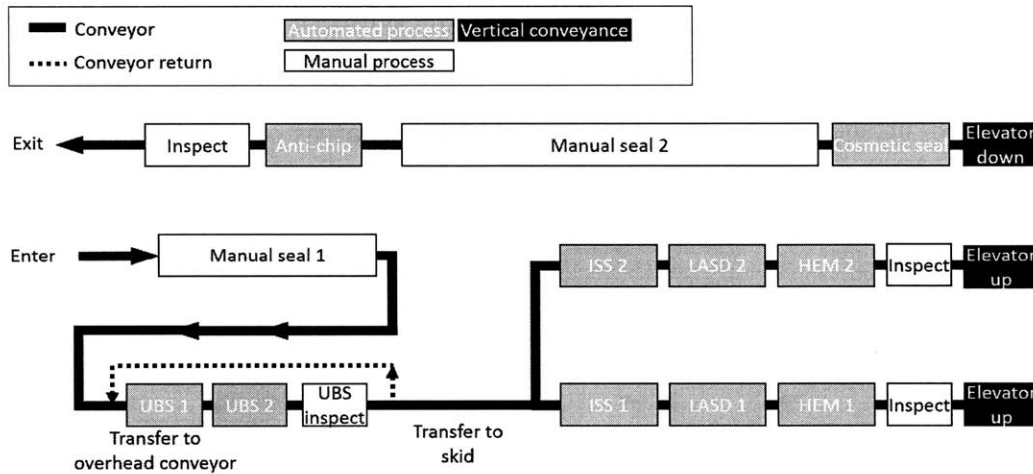 Conveyor
Automated process
Vertical conveyance
Conveyor return
Manual process
Exit
Inspect
Anti-chip
Manual seal 2
Cosmetic seal
Elevator
down
Enter
Manual seal 1
ISS 2
LASD 2
HEM 2
Inspect
Elevator
up
UBS 1
UBS 2
UBS
inspect
ISS 1
LASD 1
HEM 1
Inspect
Elevator
up
Transfer to
overhead conveyor
Transfer to
skid